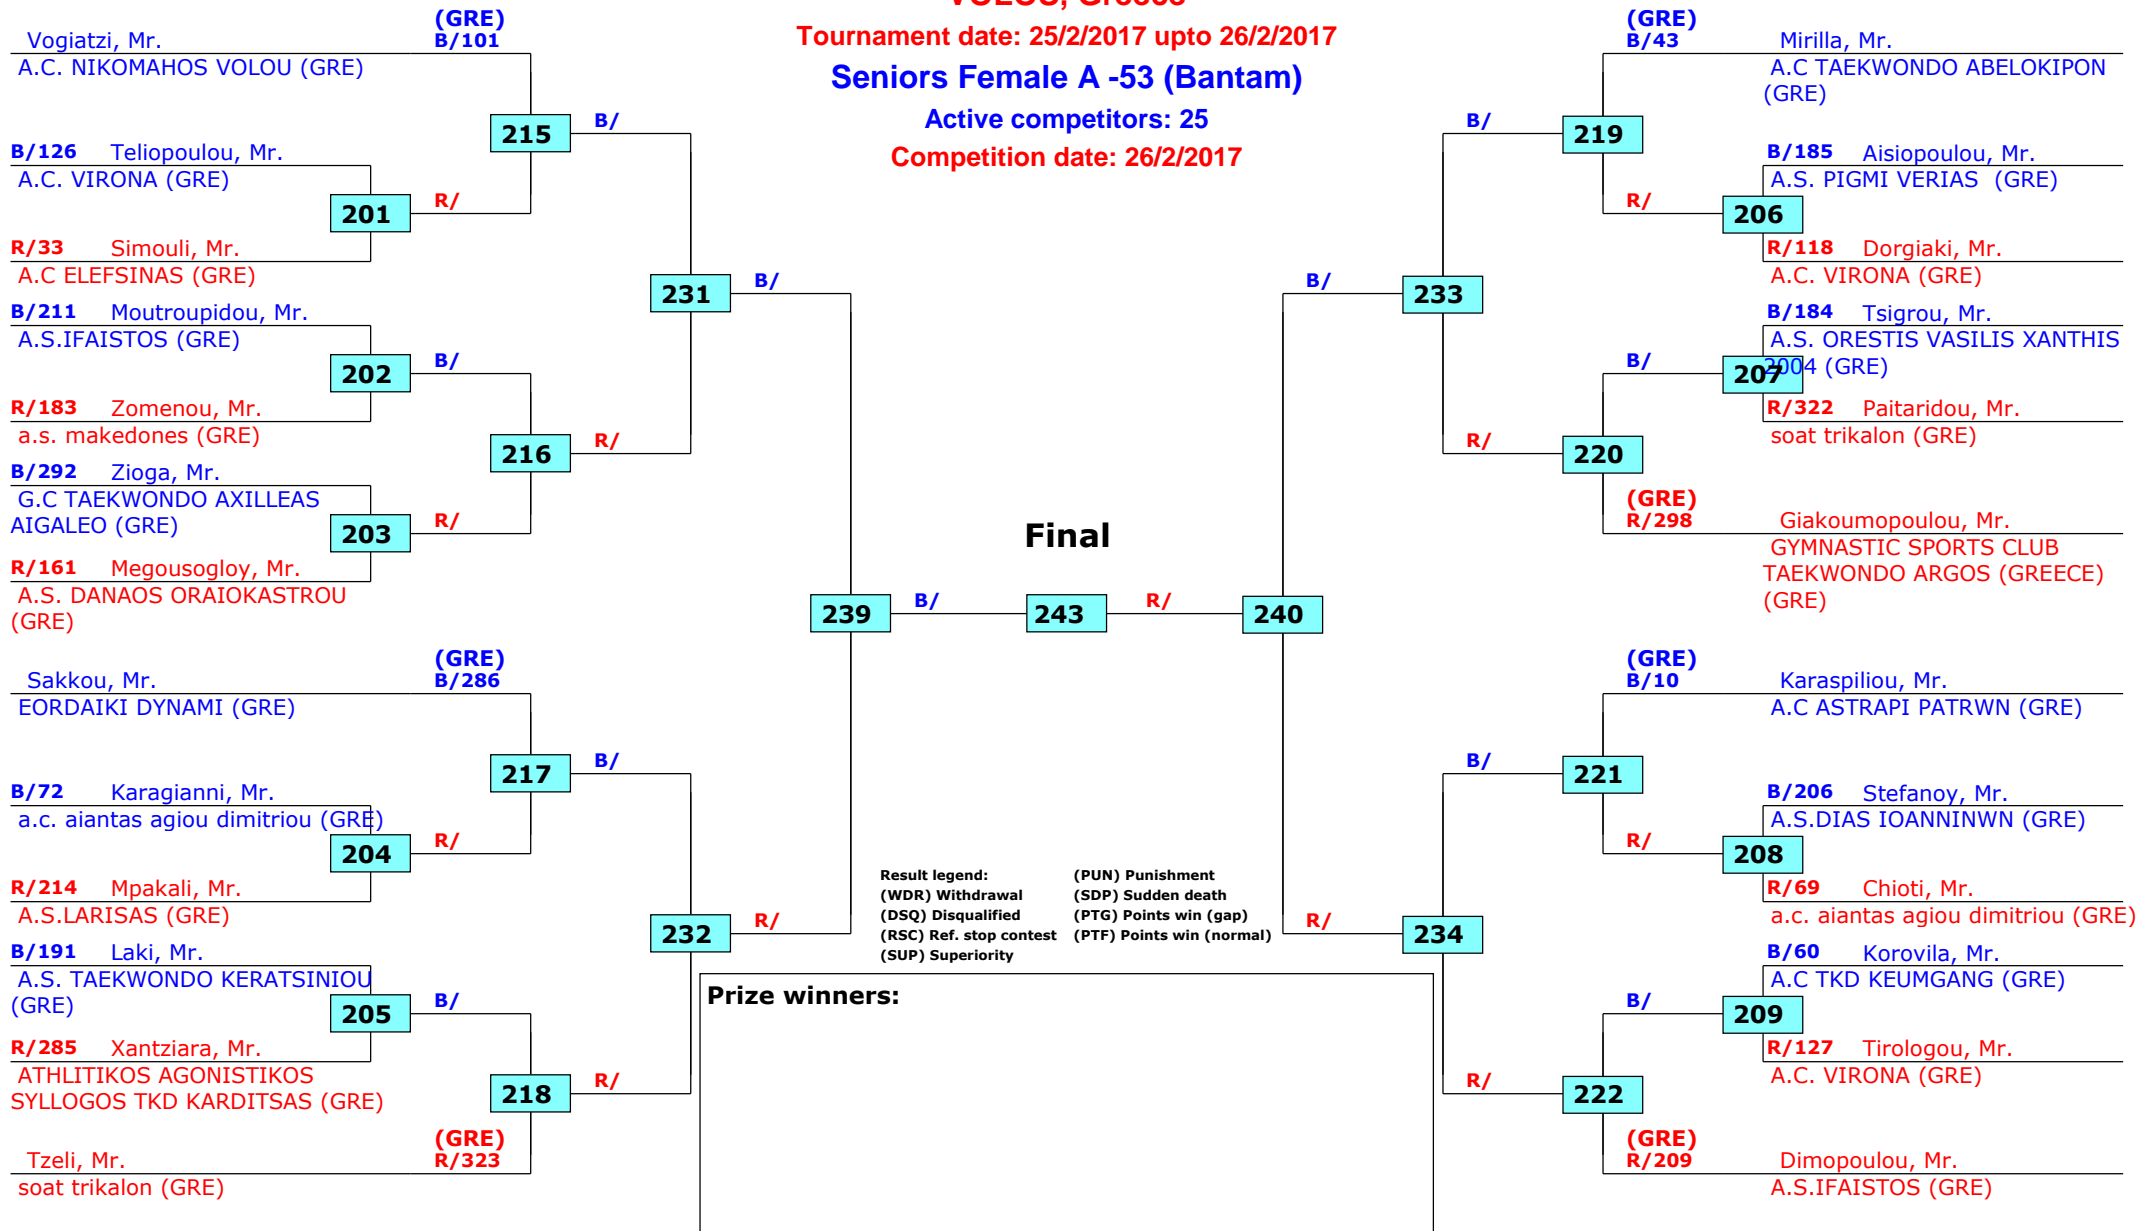 VOLOS, Greece
Tournament date: 25/2/2017 upto 26/2/2017
Seniors Female A -53 (Bantam)
Active competitors: 25
Competition date: 26/2/2017
(GRE)
Vogiatzi, Mr. B/101
A.C. NIKOMAHOS VOLOU (GRE)
215
B/
B/126 Teliopoulou, Mr.
A.C. VIRONA (GRE)
201
R/
R/33 Simouli, Mr.
A.C ELEFSINAS (GRE)
231
B/
B/211 Moutroupidou, Mr.
A.S.IFAISTOS (GRE)
202
B/
R/183 Zomenou, Mr.
a.s. makedones (GRE)
216
R/
B/292 Zioga, Mr.
G.C TAEKWONDO AXILLEAS
AIGALEO (GRE)
203
R/
R/161 Megousogloy, Mr.
A.S. DANAOS ORAIOKASTROU
(GRE)
239
B/
(GRE)
Sakkou, Mr. B/286
EORDAIKI DYNAMI (GRE)
217
B/
B/72 Karagianni, Mr.
a.c. aiantas agiou dimitriou (GRE)
204
R/
R/214 Mpakali, Mr.
A.S.LARISAS (GRE)
232
R/
B/191 Laki, Mr.
A.S. TAEKWONDO KERATSINIOU
(GRE)
205
B/
R/285 Xantziara, Mr.
ATHLITIKOS AGONISTIKOS
SYLLOGOS TKD KARDITSAS (GRE)
218
R/
(GRE)
Tzeli, Mr. R/323
soat trikalon (GRE)
Final
243
R/
240
(GRE)
B/43 Mirilla, Mr.
A.C TAEKWONDO ABELOKIPON
(GRE)
B/
219
B/185 Aisiopoulou, Mr.
A.S. PIGMI VERIAS (GRE)
R/
206
R/118 Dorgiaki, Mr.
A.C. VIRONA (GRE)
B/
233
B/184 Tsigrou, Mr.
A.S. ORESTIS VASILIS XANTHIS
2004 (GRE)
B/
207
R/322 Paitaridou, Mr.
soat trikalon (GRE)
R/
220
(GRE)
R/298 Giakoumopoulou, Mr.
GYMNASTIC SPORTS CLUB
TAEKWONDO ARGOS (GREECE)
(GRE)
(GRE)
B/10 Karaspiliou, Mr.
A.C ASTRAPI PATRWN (GRE)
B/
221
B/206 Stefanoy, Mr.
A.S.DIAS IOANNINWN (GRE)
R/
208
R/69 Chioti, Mr.
a.c. aiantas agiou dimitriou (GRE)
R/
234
B/60 Korovila, Mr.
A.C TKD KEUMGANG (GRE)
B/
209
R/127 Tirologou, Mr.
A.C. VIRONA (GRE)
R/
222
(GRE)
R/209 Dimopoulou, Mr.
A.S.IFAISTOS (GRE)
Result legend: (PUN) Punishment
(WDR) Withdrawal (SDP) Sudden death
(DSQ) Disqualified (PTG) Points win (gap)
(RSC) Ref. stop contest (PTF) Points win (normal)
(SUP) Superiority
Prize winners: